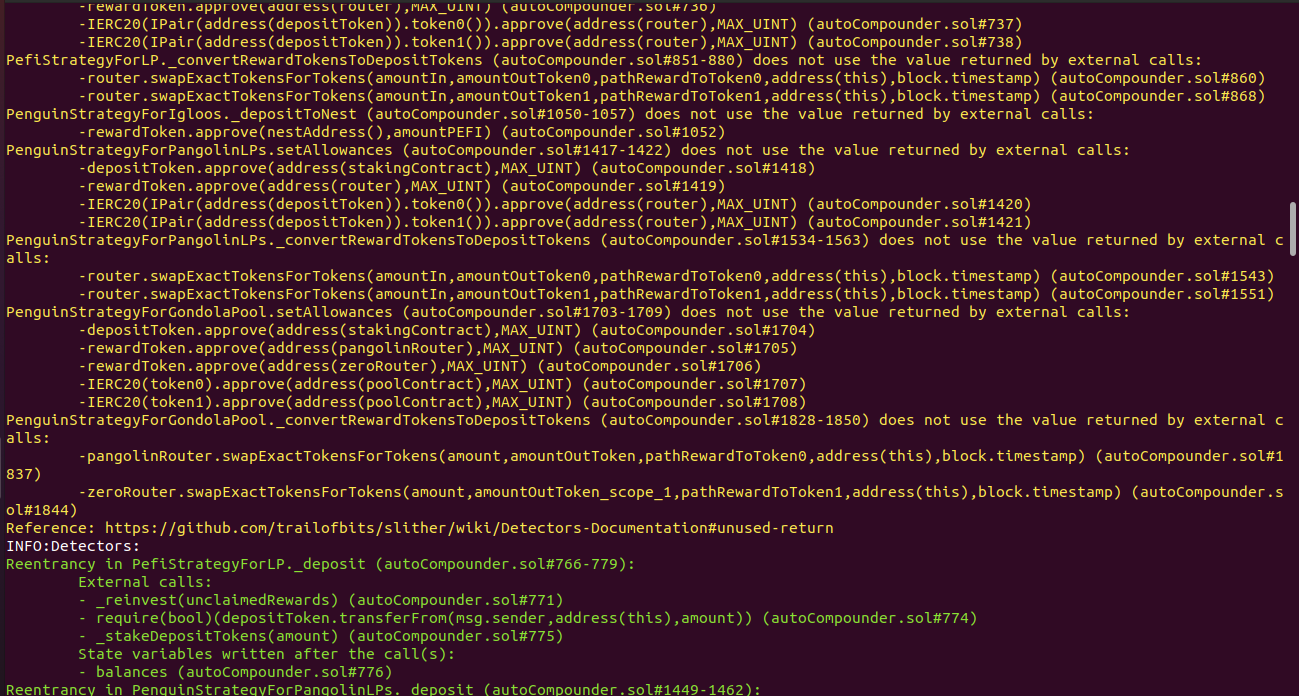 -rewardToken.approve(address(router),MAX_UINT) (autoCompounder.sol#736)
-IERC20(IPair(address(depositToken)).token0()).approve(address(router),MAX_UINT) (autoCompounder.sol#737)
-IERC20(IPair(address(depositToken)).token1()).approve(address(router),MAX_UINT) (autoCompounder.sol#738)
PefiStrategyForLP._convertRewardTokensToDepositTokens (autoCompounder.sol#851-880) does not use the value returned by external calls:
-router.swapExactTokensForTokens(amountIn,amountOutToken0,pathRewardToToken0,address(this),block.timestamp) (autoCompounder.sol#860)
-router.swapExactTokensForTokens(amountIn,amountOutToken1,pathRewardToToken1,address(this),block.timestamp) (autoCompounder.sol#868)
PenguinStrategyForIgloos._depositToNest (autoCompounder.sol#1050-1057) does not use the value returned by external calls:
-rewardToken.approve(nestAddress(),amountPEFI) (autoCompounder.sol#1052)
PenguinStrategyForPangolinLPs.setAllowances (autoCompounder.sol#1417-1422) does not use the value returned by external calls:
-depositToken.approve(address(stakingContract),MAX_UINT) (autoCompounder.sol#1418)
-rewardToken.approve(address(router),MAX_UINT) (autoCompounder.sol#1419)
-IERC20(IPair(address(depositToken)).token0()).approve(address(router),MAX_UINT) (autoCompounder.sol#1420)
-IERC20(IPair(address(depositToken)).token1()).approve(address(router),MAX_UINT) (autoCompounder.sol#1421)
PenguinStrategyForPangolinLPs._convertRewardTokensToDepositTokens (autoCompounder.sol#1534-1563) does not use the value returned by external c
alls:
-router.swapExactTokensForTokens(amountIn,amountOutToken0,pathRewardToToken0,address(this),block.timestamp) (autoCompounder.sol#1543)
-router.swapExactTokensForTokens(amountIn,amountOutToken1,pathRewardToToken1,address(this),block.timestamp) (autoCompounder.sol#1551)
PenguinStrategyForGondolaPool.setAllowances (autoCompounder.sol#1703-1709) does not use the value returned by external calls:
-depositToken.approve(address(stakingContract),MAX_UINT) (autoCompounder.sol#1704)
-rewardToken.approve(address(pangolinRouter),MAX_UINT) (autoCompounder.sol#1705)
-rewardToken.approve(address(zeroRouter),MAX_UINT) (autoCompounder.sol#1706)
-IERC20(token0).approve(address(poolContract),MAX_UINT) (autoCompounder.sol#1707)
-IERC20(token1).approve(address(poolContract),MAX_UINT) (autoCompounder.sol#1708)
PenguinStrategyForGondolaPool._convertRewardTokensToDepositTokens (autoCompounder.sol#1828-1850) does not use the value returned by external c
alls:
-pangolinRouter.swapExactTokensForTokens(amount,amountOutToken,pathRewardToToken0,address(this),block.timestamp) (autoCompounder.sol#1
837)
-zeroRouter.swapExactTokensForTokens(amount,amountOutToken_scope_1,pathRewardToToken1,address(this),block.timestamp) (autoCompounder.s
ol#1844)
Reference: https://github.com/trailofbits/slither/wiki/Detectors-Documentation#unused-return
INFO:Detectors:
Reentrancy in PefiStrategyForLP._deposit (autoCompounder.sol#766-779):
External calls:
- _reinvest(unclaimedRewards) (autoCompounder.sol#771)
- require(bool)(depositToken.transferFrom(msg.sender,address(this),amount)) (autoCompounder.sol#774)
- _stakeDepositTokens(amount) (autoCompounder.sol#775)
State variables written after the call(s):
- balances (autoCompounder.sol#776)
Reentrancy in PenguinStrategyForPangolinLPs._deposit (autoCompounder.sol#1449-1462):